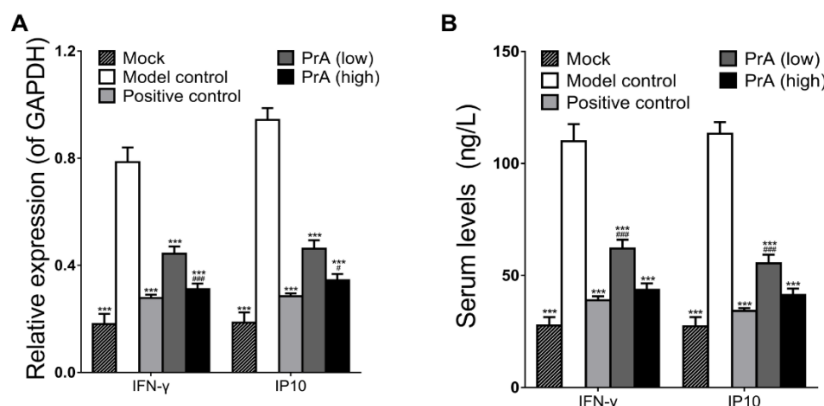 A
Relative expression (of GAPDH)
1.2
0.8
0.4
0.0
Mock
Model control
Positive control
PrA (low)
PrA (high)
***
***
***
***
###
***
***
***
***
#
IFN-γ
IP10
B
Serum levels (ng/L)
150
100
50
0
Mock
Model control
Positive control
PrA (low)
PrA (high)
***
***
***
###
***
***
***
***
###
***
IFN-γ
IP10